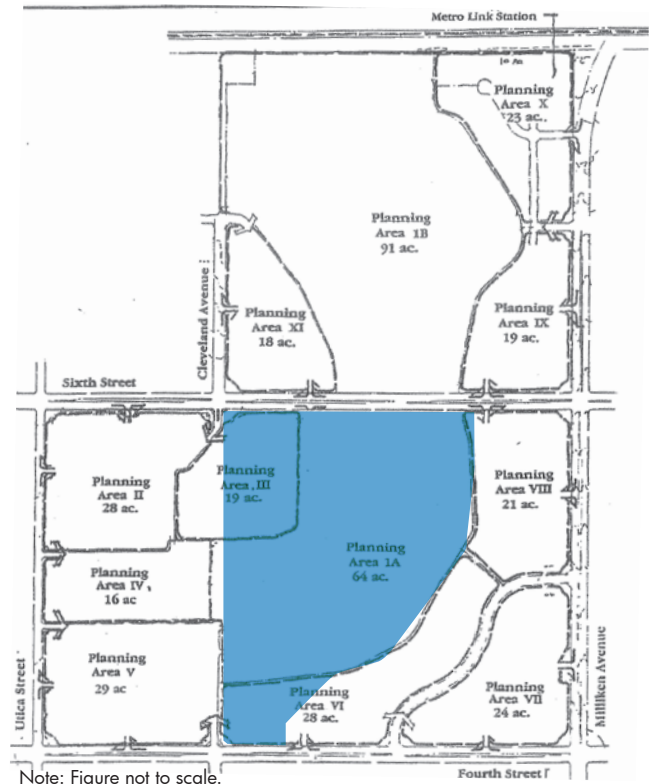 Metro Link Station
Planning
Area X
23 ac.
Planning
Area 1B
91 ac.
Cleveland Avenue
Planning
Area XI
18 ac.
Planning
Area IX
19 ac.
Sixth Street
Planning
Area II
28 ac.
Planning
Area III
19 ac.
Planning
Area VIII
21 ac.
Planning
Area 1A
64 ac.
Planning
Area IV
16 ac
Planning
Area V
29 ac
Planning
Area VI
28 ac.
Planning
Area VII
24 ac.
Utica Street
Milliken Avenue
Fourth Street
Note: Figure not to scale.